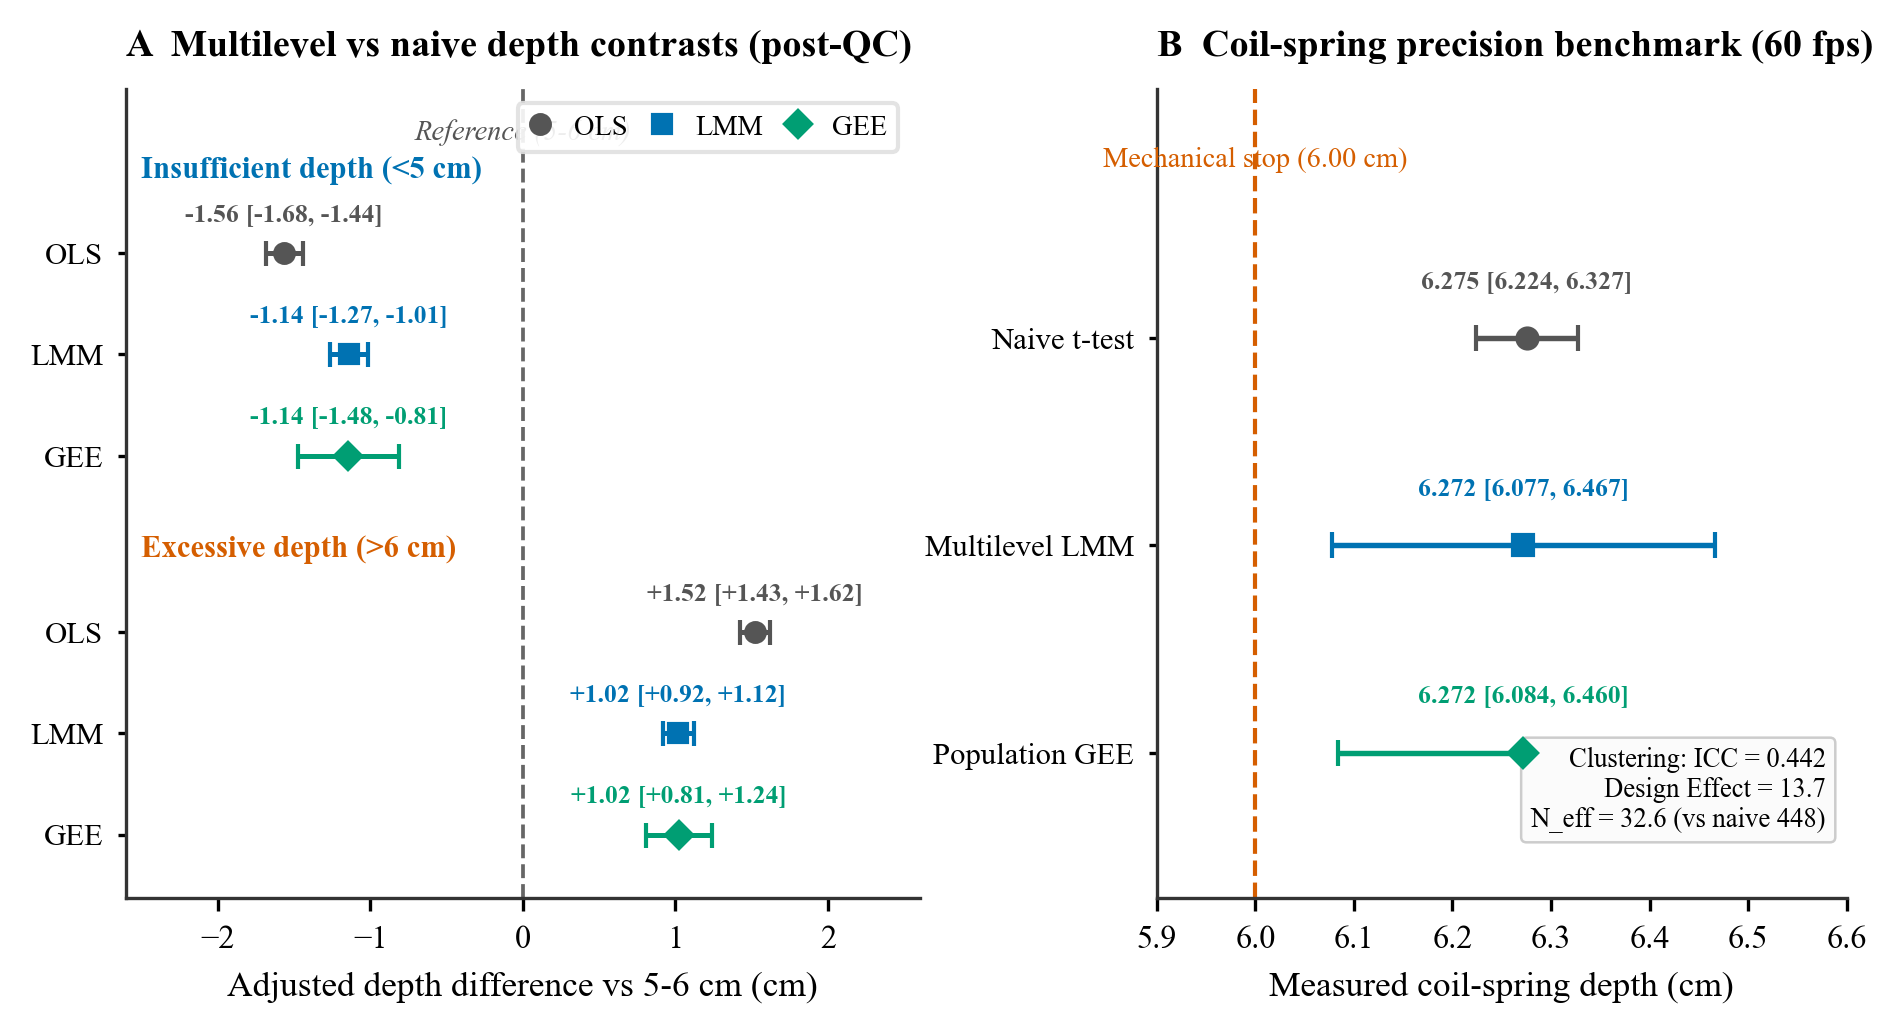 A  Multilevel vs naive depth contrasts (post-QC)
Reference
OLS LMM GEE
Insufficient depth (<5 cm)
-1.56 [-1.68, -1.44]
OLS
-1.14 [-1.27, -1.01]
LMM
-1.14 [-1.48, -0.81]
GEE
Excessive depth (>6 cm)
+1.52 [+1.43, +1.62]
OLS
+1.02 [+0.92, +1.12]
LMM
+1.02 [+0.81, +1.24]
GEE
−2 −1 0 1 2
Adjusted depth difference vs 5-6 cm (cm)
B  Coil-spring precision benchmark (60 fps)
Mechanical stop (6.00 cm)
6.275 [6.224, 6.327]
Naive t-test
6.272 [6.077, 6.467]
Multilevel LMM
6.272 [6.084, 6.460]
Population GEE
Clustering: ICC = 0.442
Design Effect = 13.7
N_eff = 32.6 (vs naive 448)
5.9 6.0 6.1 6.2 6.3 6.4 6.5 6.6
Measured coil-spring depth (cm)